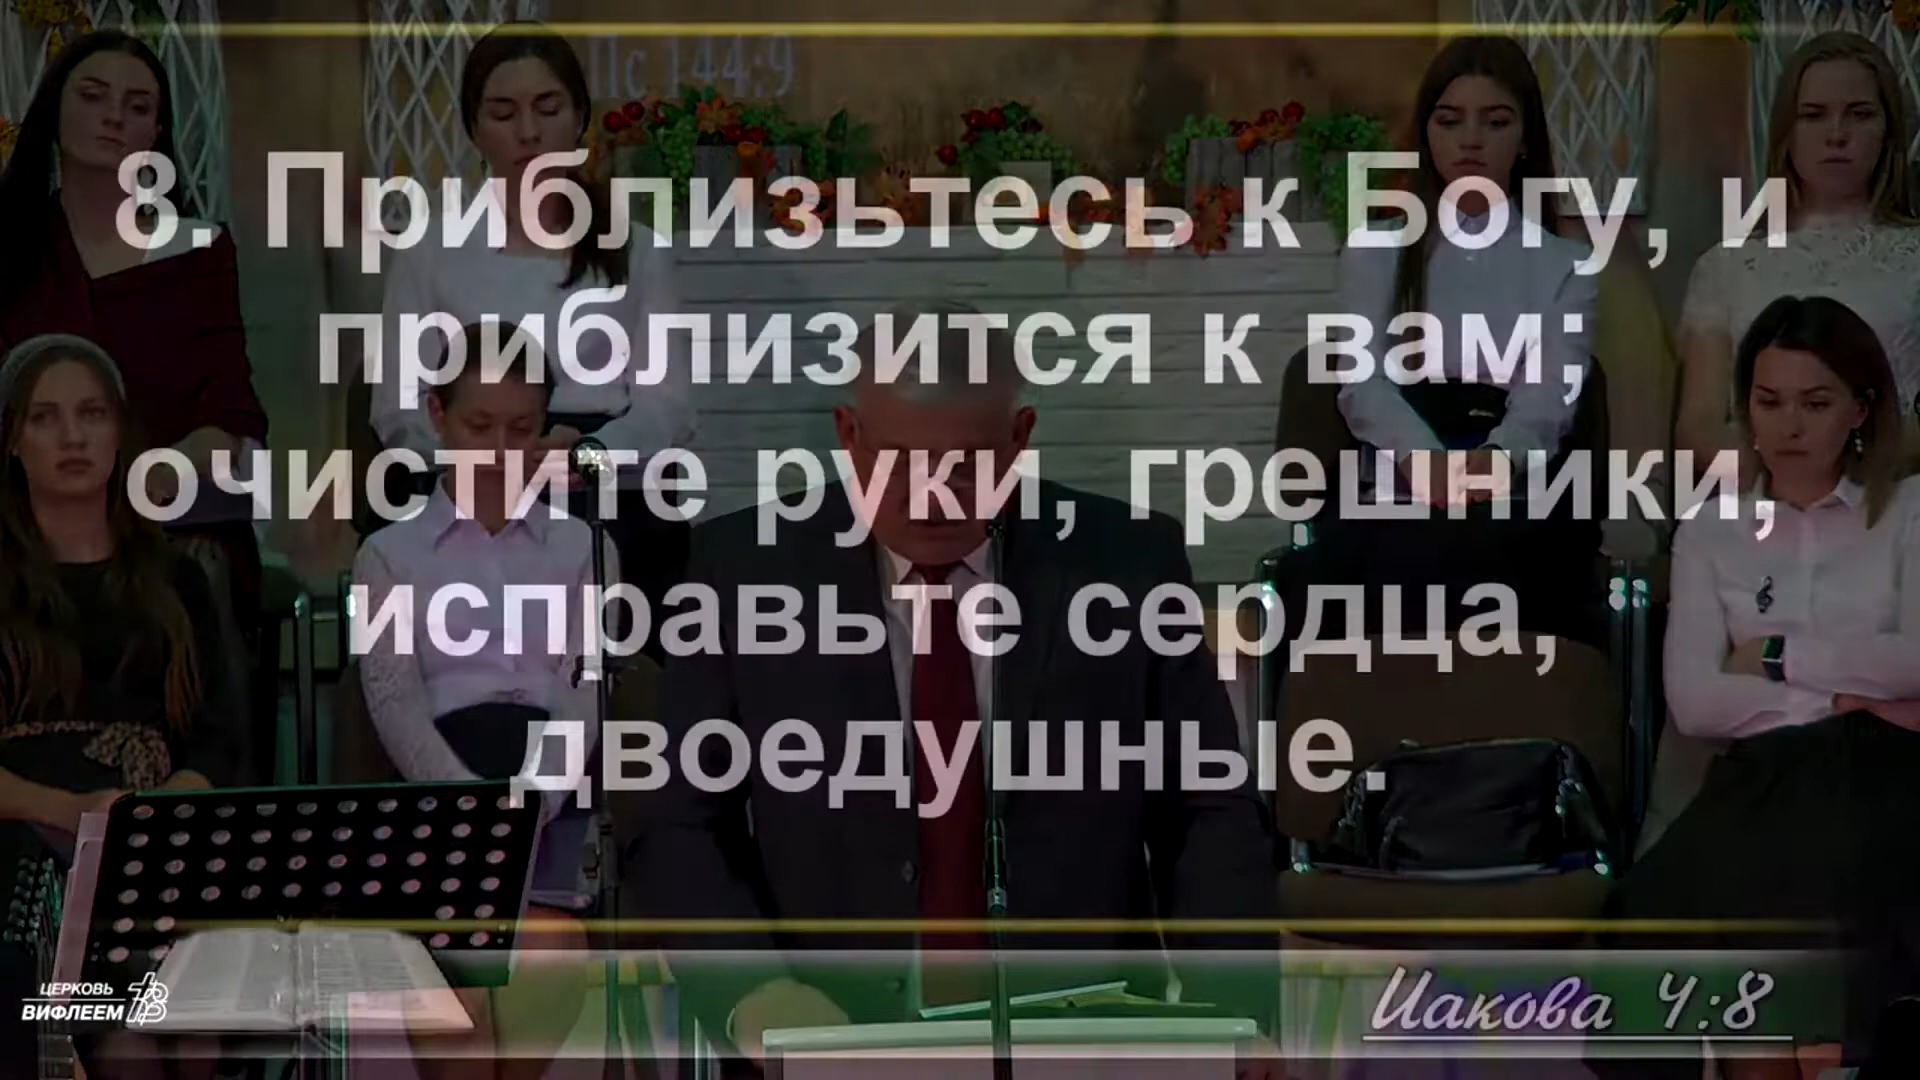 Пс 144:9
8. Приблизьтесь к Богу, и
приблизится к вам;
очистите руки, грешники,
исправьте сердца,
двоедушные.
ЦЕРКОВЬ
ВИФЛЕЕМ
Иакова 4:8